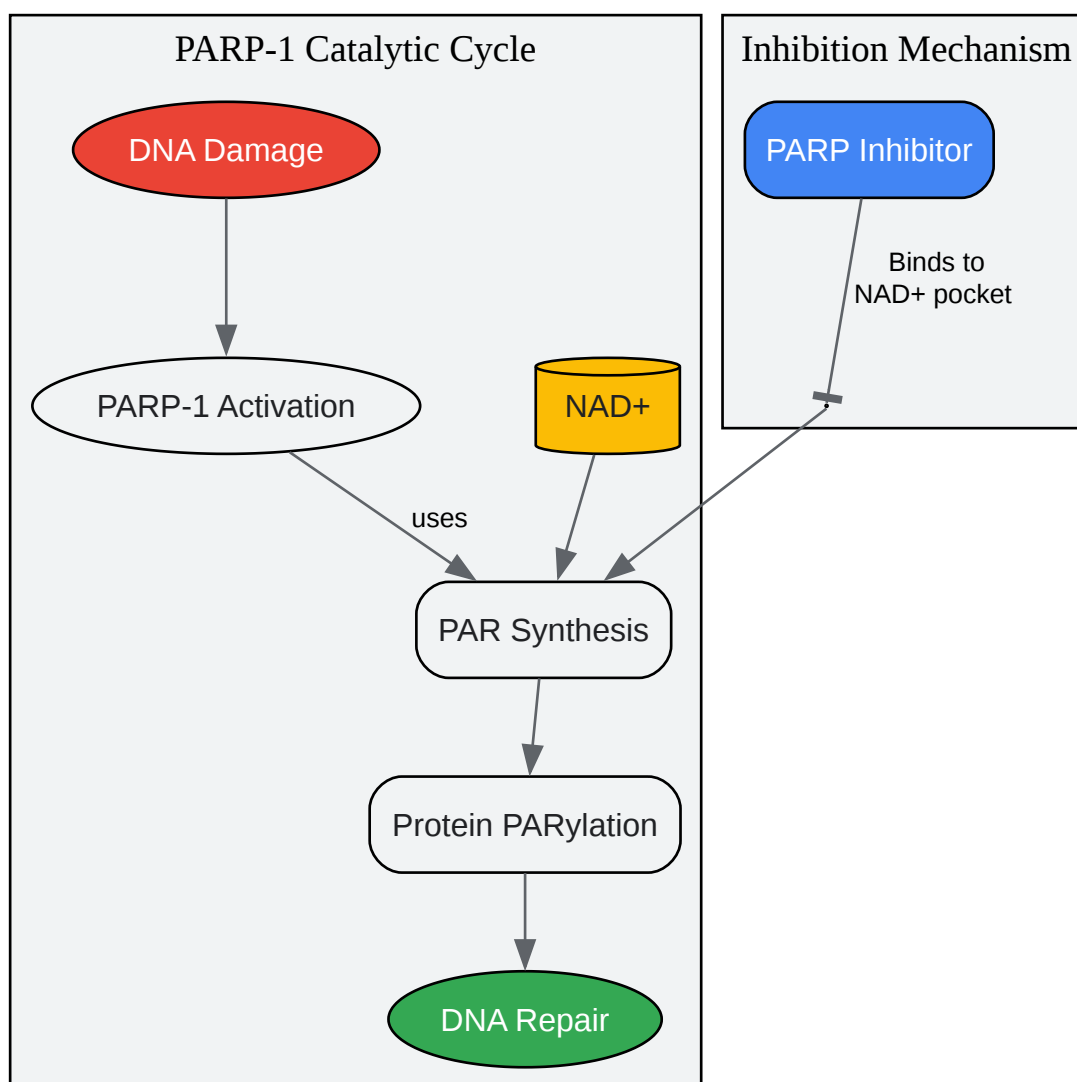 PARP-1 Catalytic Cycle
DNA Damage
PARP-1 Activation
NAD+
uses
PAR Synthesis
Protein PARylation
DNA Repair
Inhibition Mechanism
PARP Inhibitor
Binds to
NAD+ pocket